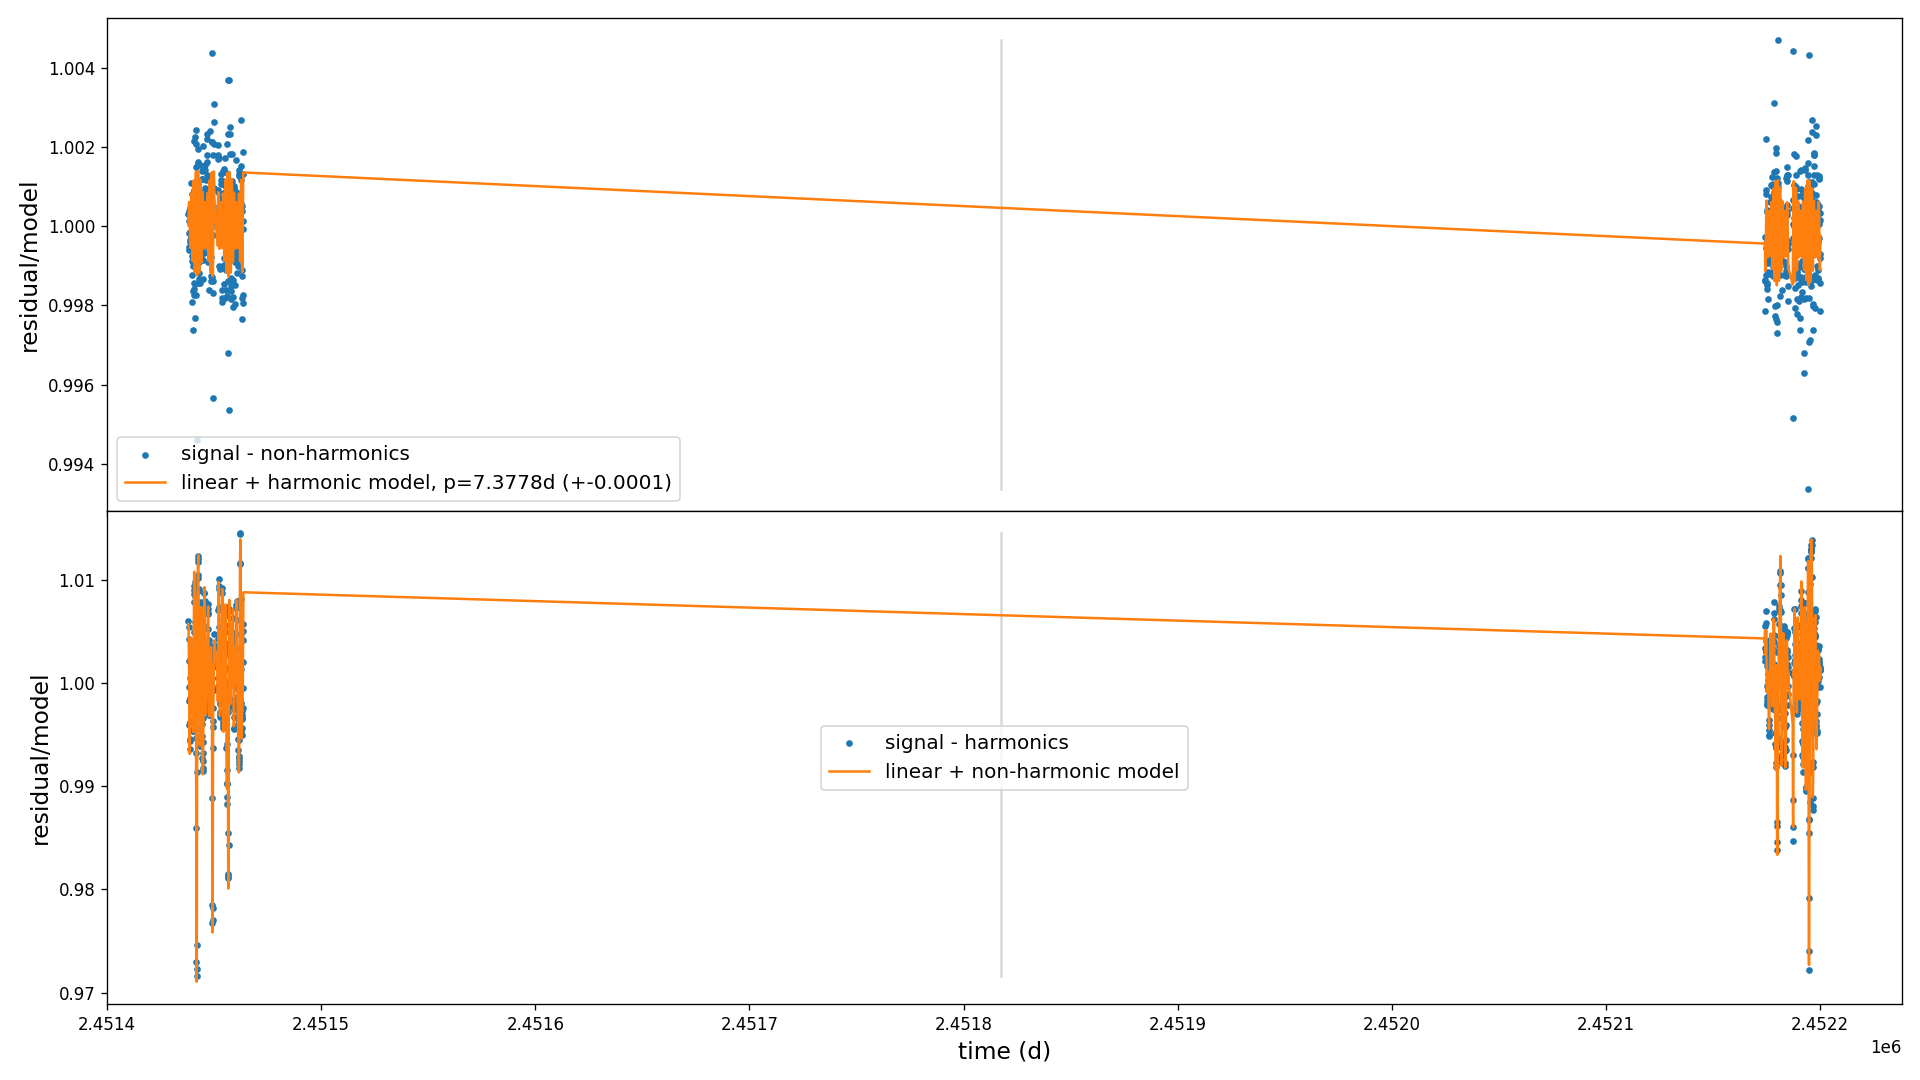 1.004
1.002
1.000
0.998
0.996
0.994
residual/model
signal - non-harmonics
linear + harmonic model, p=7.3778d (+-0.0001)
1.01
1.00
0.99
0.98
0.97
residual/model
signal - harmonics
linear + non-harmonic model
2.4514 2.4515 2.4516 2.4517 2.4518 2.4519 2.4520 2.4521 2.4522
time (d)
1e6